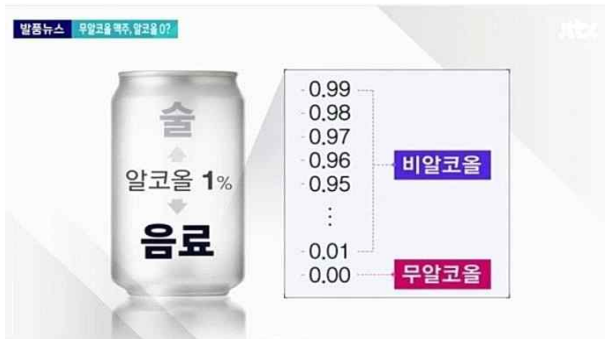 발품뉴스 무알코올 맥주, 알코올 0?
jtbc
술
알코올 1%
음료
0.99
0.98
0.97
0.96
0.95
⋮
0.01
0.00
비알코올
무알코올